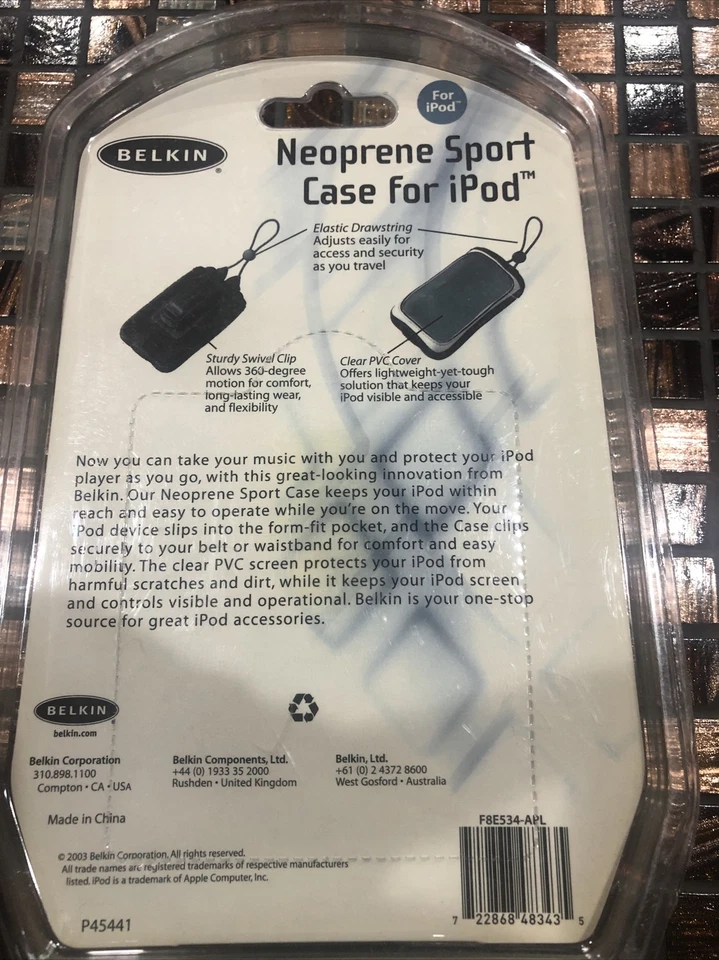 For
iPod™
BELKIN®
Neoprene Sport
Case for iPod™
Elastic Drawstring
Adjusts easily for
access and security
as you travel
Sturdy Swivel Clip
Allows 360-degree
motion for comfort,
long-lasting wear,
and flexibility
Clear PVC Cover
Offers lightweight-yet-tough
solution that keeps your
iPod visible and accessible
Now you can take your music with you and protect your iPod
player as you go, with this great-looking innovation from
Belkin. Our Neoprene Sport Case keeps your iPod within
reach and easy to operate while you're on the move. Your
iPod device slips into the form-fit pocket, and the Case clips
securely to your belt or waistband for comfort and easy
mobility. The clear PVC screen protects your iPod from
harmful scratches and dirt, while it keeps your iPod screen
and controls visible and operational. Belkin is your one-stop
source for great iPod accessories.
BELKIN
belkin.com
Belkin Corporation
310.898.1100
Compton • CA • USA
Belkin Components, Ltd.
+44 (0) 1933 35 2000
Rushden • United Kingdom
Belkin, Ltd.
+61 (0) 2 4372 8600
West Gosford • Australia
Made in China
© 2003 Belkin Corporation. All rights reserved.
All trade names are registered trademarks of respective manufacturers
listed. iPod is a trademark of Apple Computer, Inc.
P45441
F8E534-APL
7 22868 48343 5